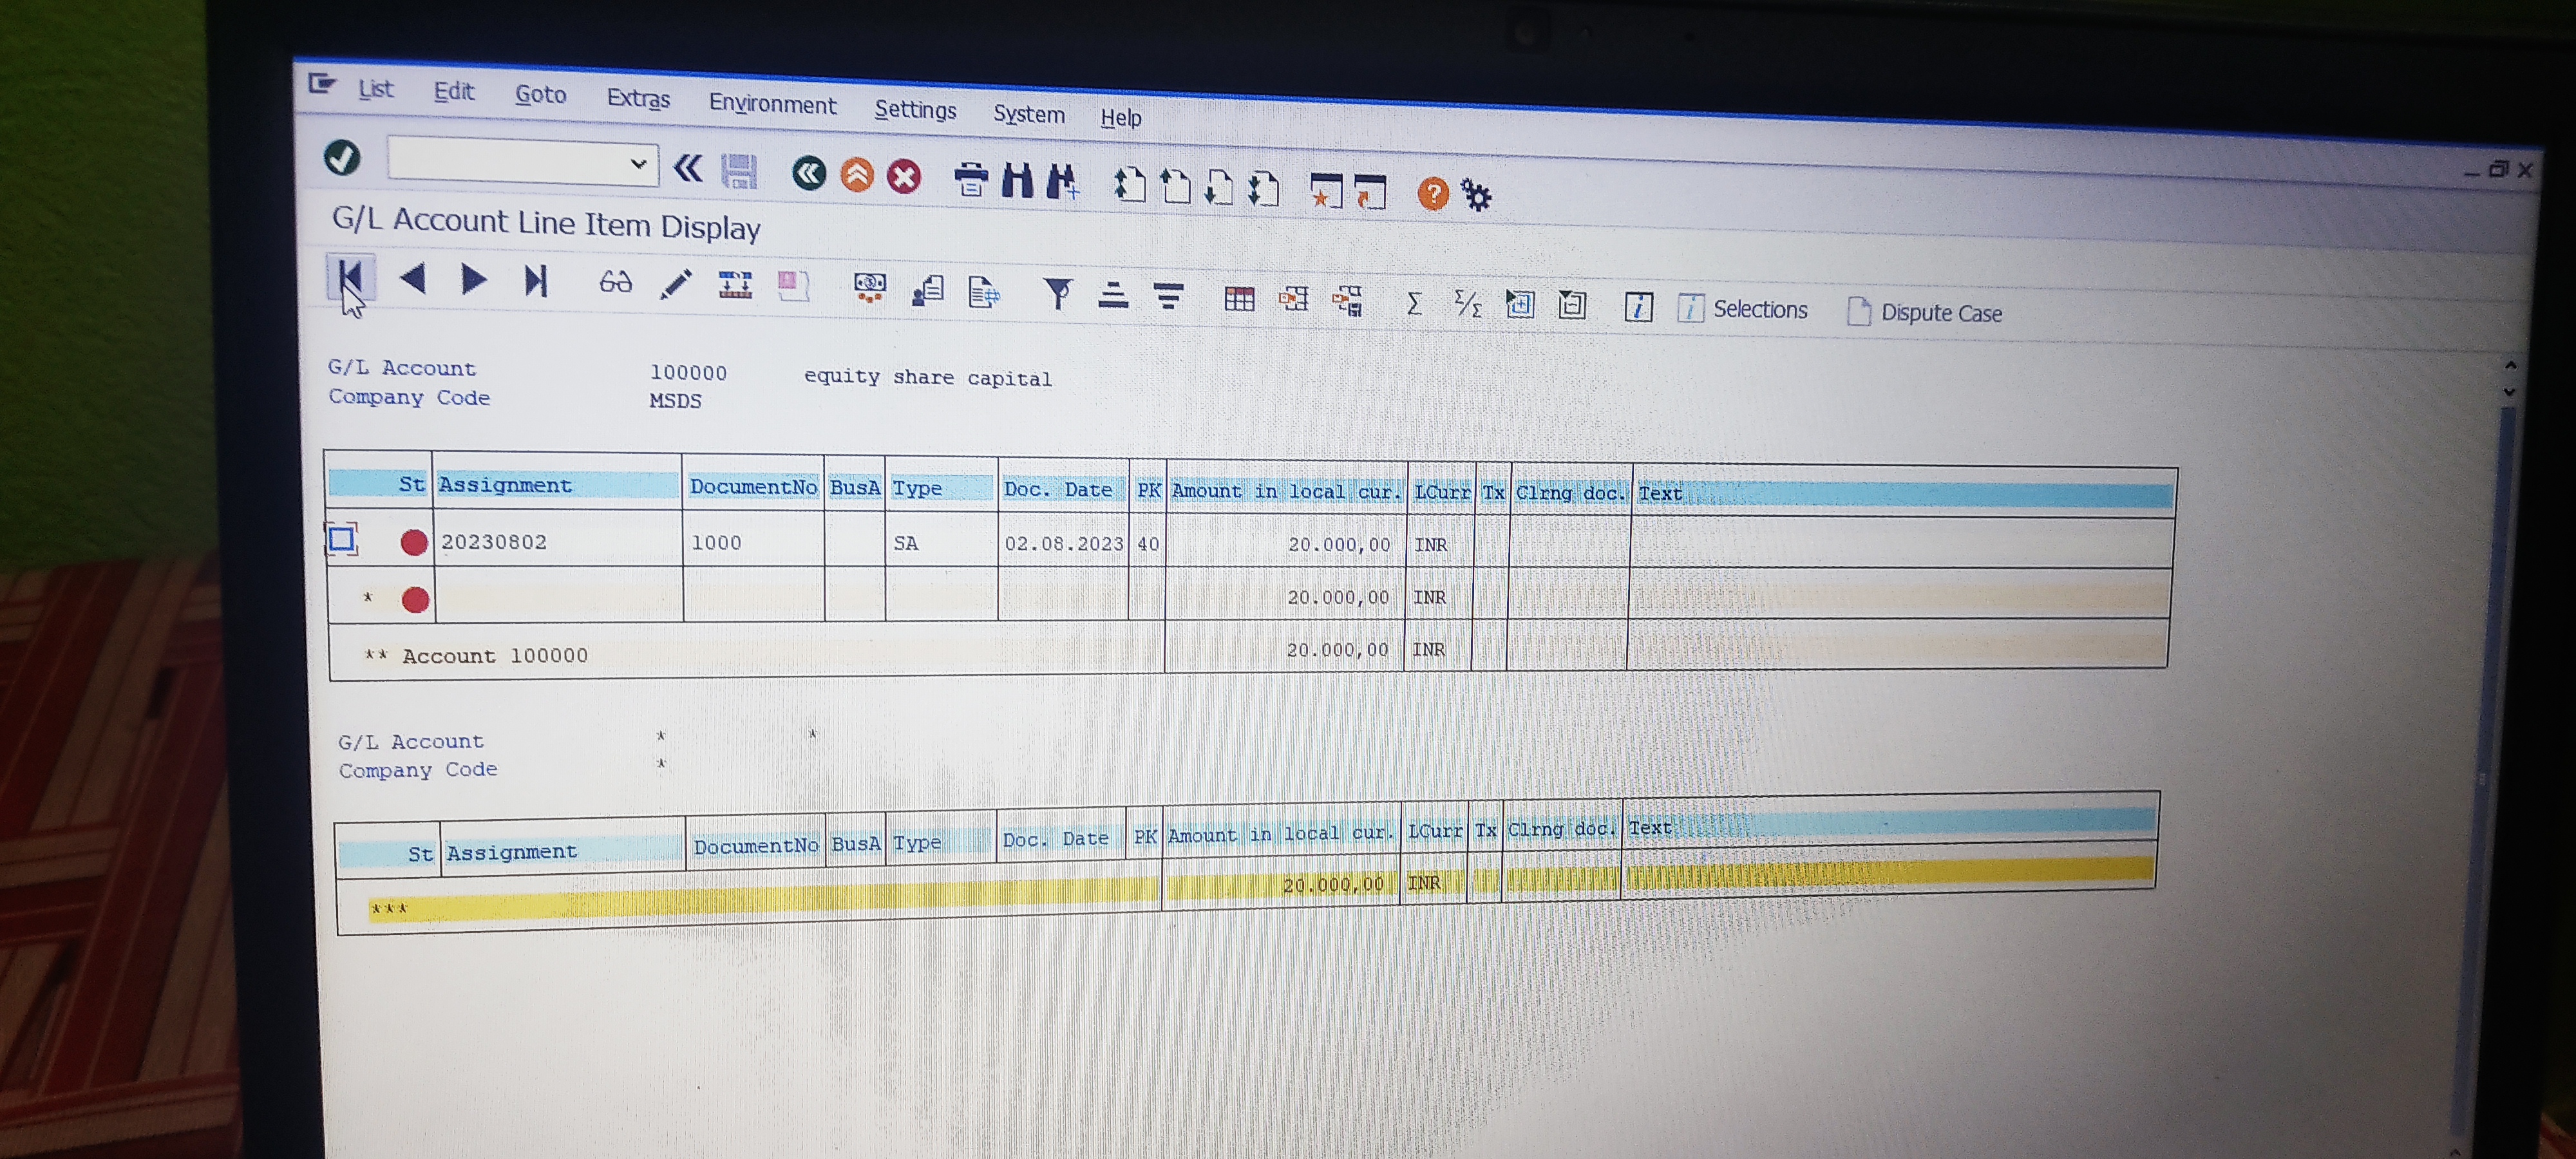 List Edit Goto Extras Environment Settings System Help
G/L Account Line Item Display
Selections Dispute Case
G/L Account 100000 equity share capital
Company Code MSDS
St Assignment DocumentNo BusA Type Doc. Date PK Amount in local cur. LCurr Tx Clrng doc. Text
20230802 1000 SA 02.08.2023 40 20.000,00 INR
* 20.000,00 INR
** Account 100000 20.000,00 INR
G/L Account * *
Company Code *
St Assignment DocumentNo BusA Type Doc. Date PK Amount in local cur. LCurr Tx Clrng doc. Text
*** 20.000,00 INR